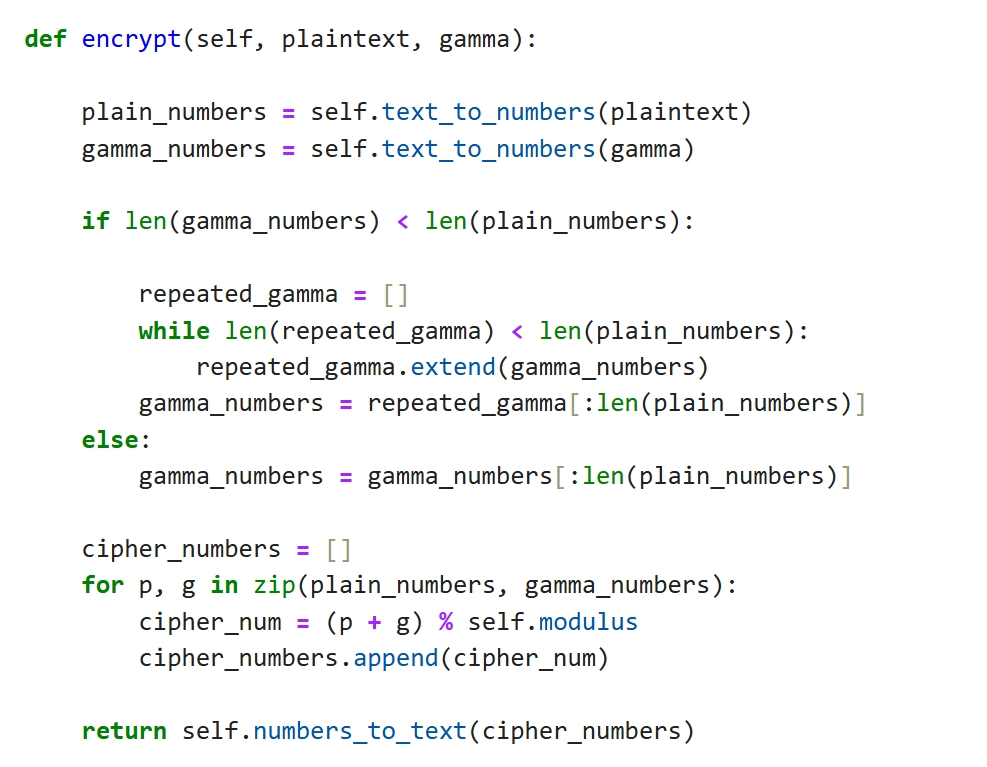 def encrypt(self, plaintext, gamma):
    plain_numbers = self.text_to_numbers(plaintext)
    gamma_numbers = self.text_to_numbers(gamma)
    if len(gamma_numbers) < len(plain_numbers):
        repeated_gamma = []
        while len(repeated_gamma) < len(plain_numbers):
            repeated_gamma.extend(gamma_numbers)
        gamma_numbers = repeated_gamma[:len(plain_numbers)]
    else:
        gamma_numbers = gamma_numbers[:len(plain_numbers)]
    cipher_numbers = []
    for p, g in zip(plain_numbers, gamma_numbers):
        cipher_num = (p + g) % self.modulus
        cipher_numbers.append(cipher_num)
    return self.numbers_to_text(cipher_numbers)